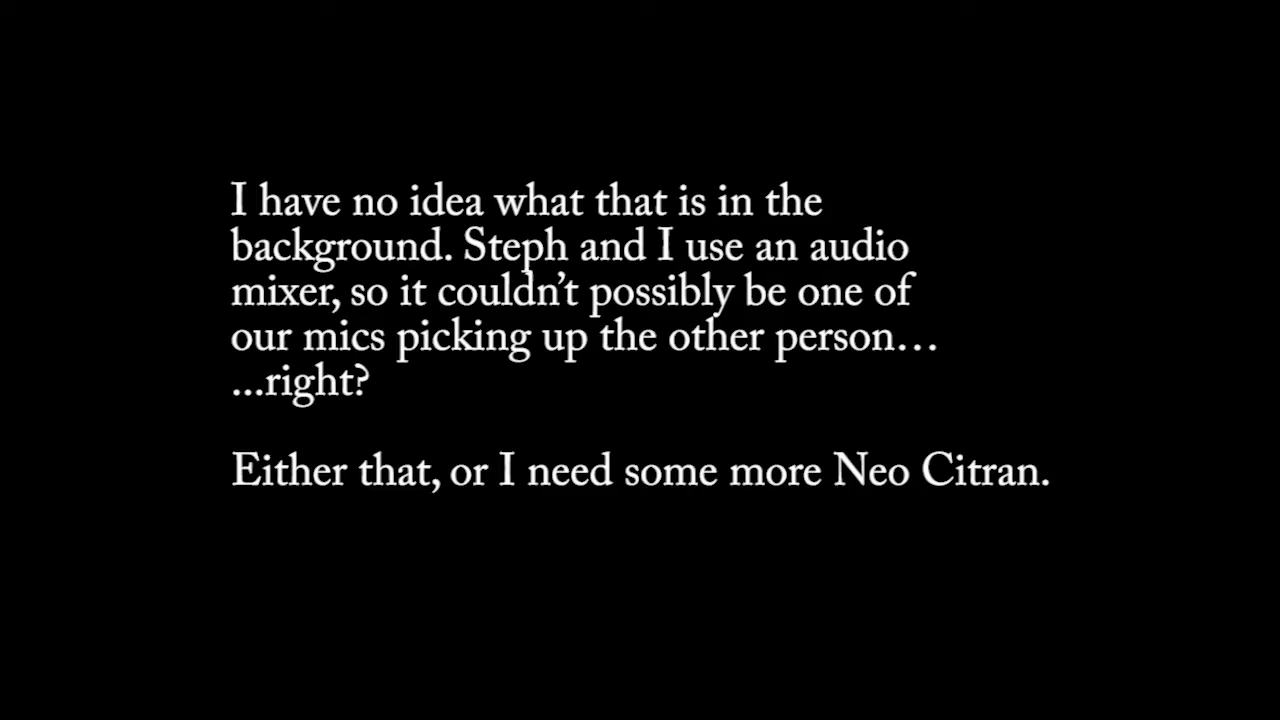 I have no idea what that is in the
background. Steph and I use an audio
mixer, so it couldn’t possibly be one of
our mics picking up the other person…
…right?
Either that, or I need some more Neo Citran.